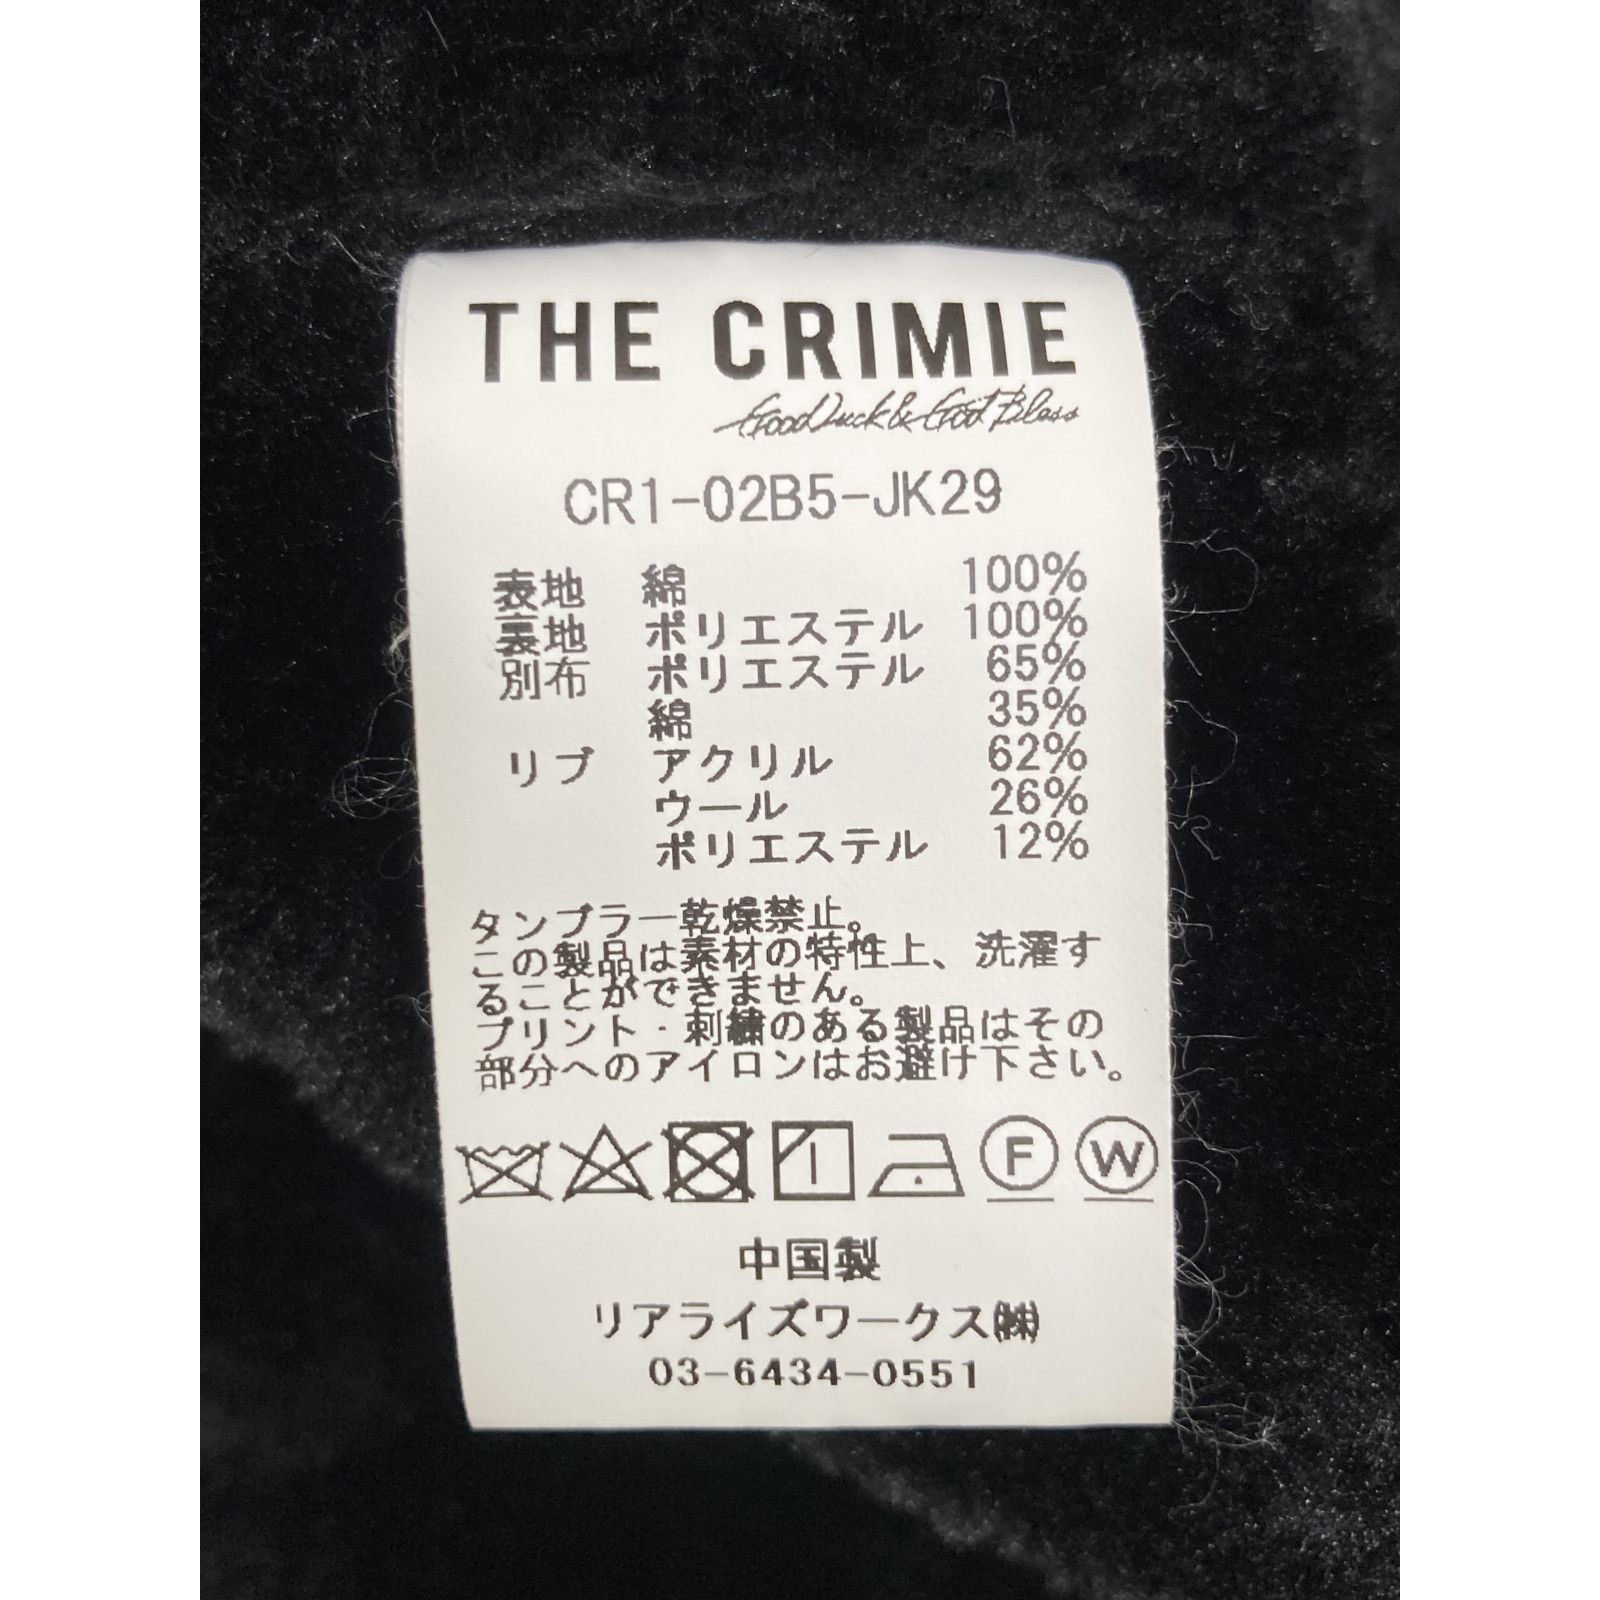 THE CRIMIE
Good Luck & God Bless
CR1-02B5-JK29
表地 綿 100%
裏地 ポリエステル 100%
別布 ポリエステル 65%
綿 35%
リブ アクリル 62%
ウール 26%
ポリエステル 12%
タンブラー乾燥禁止。
この製品は素材の特性上、洗濯す
ることができません。
プリント・刺繍のある製品はその
部分へのアイロンはお避け下さい。
F W
中国製
リアライズワークス㈱
03-6434-0551